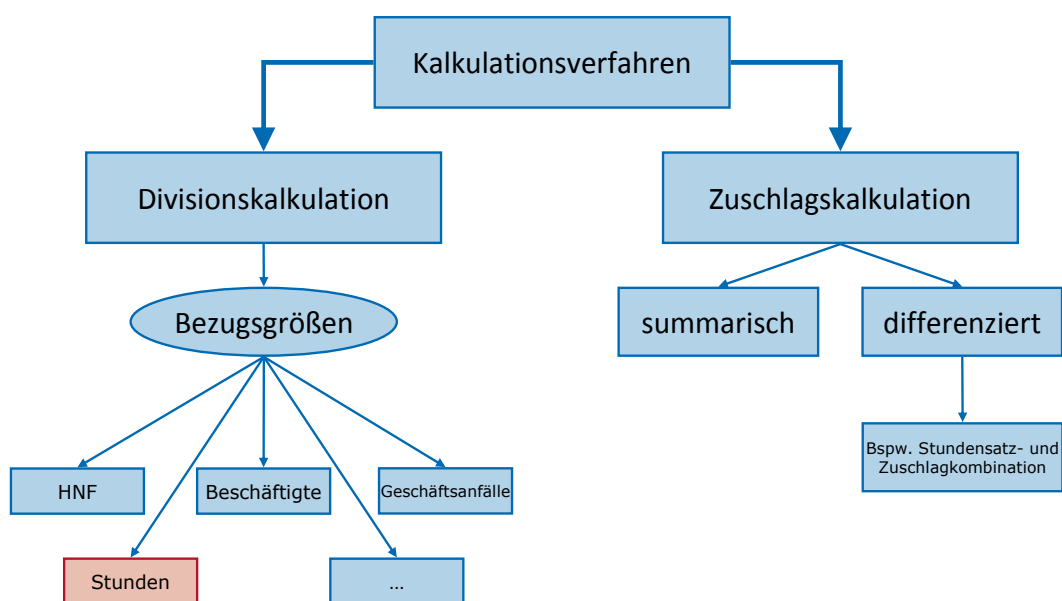 Kalkulationsverfahren
Divisionskalkulation
Zuschlagskalkulation
Bezugsgrößen
summarisch
differenziert
Bspw. Stundensatz- und
Zuschlagkombination
HNF
Beschäftigte
Geschäftsanfälle
Stunden
...